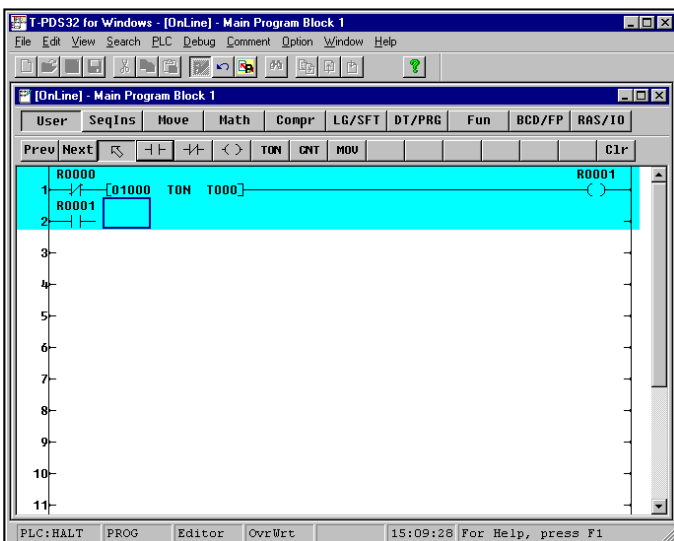 T-PDS32 for Windows - [OnLine] - Main Program Block 1
File Edit View Search PLC Debug Comment Option Window Help
[OnLine] - Main Program Block 1
User SeqIns Move Math Compr LG/SFT DT/PRG Fun BCD/FP RAS/IO
Prev Next TON CNT MOV Clr
R0000 R0001
1 [01000 TON T000]
R0001
2
3
4
5
6
7
8
9
10
11
PLC:HALT PROG Editor OvrWrt 15:09:28 For Help, press F1